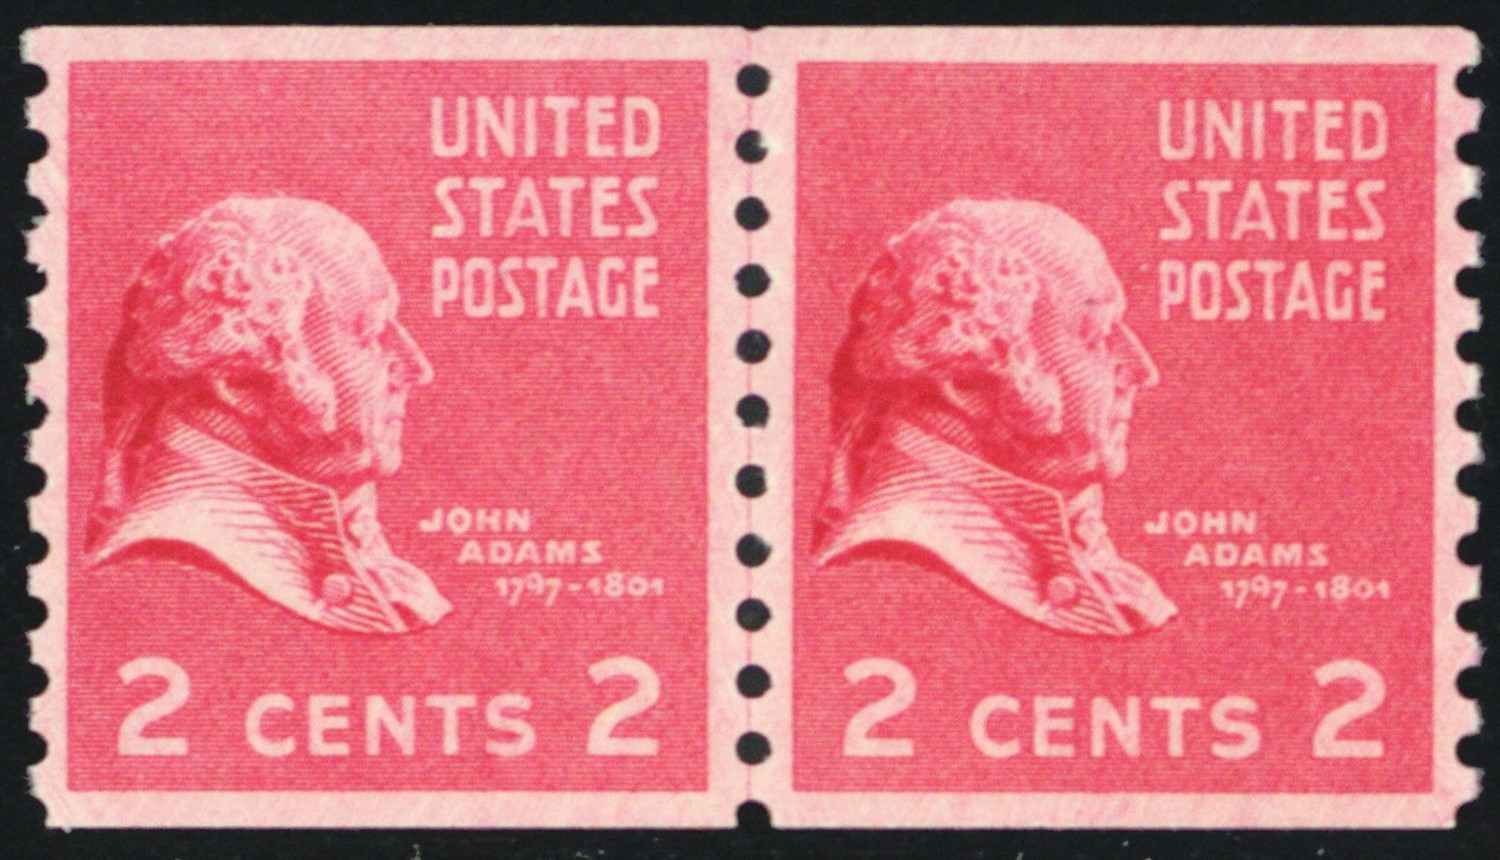 UNITED
STATES
POSTAGE
JOHN
ADAMS
1797-1801
2 CENTS 2
UNITED
STATES
POSTAGE
JOHN
ADAMS
1797-1801
2 CENTS 2